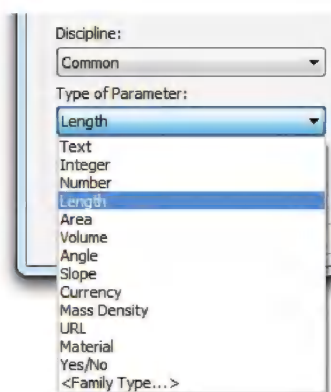 Discipline:
Common
Type of Parameter:
Length
Text
Integer
Number
Length
Area
Volume
Angle
Slope
Currency
Mass Density
URL
Material
Yes/No
<Family Type...>